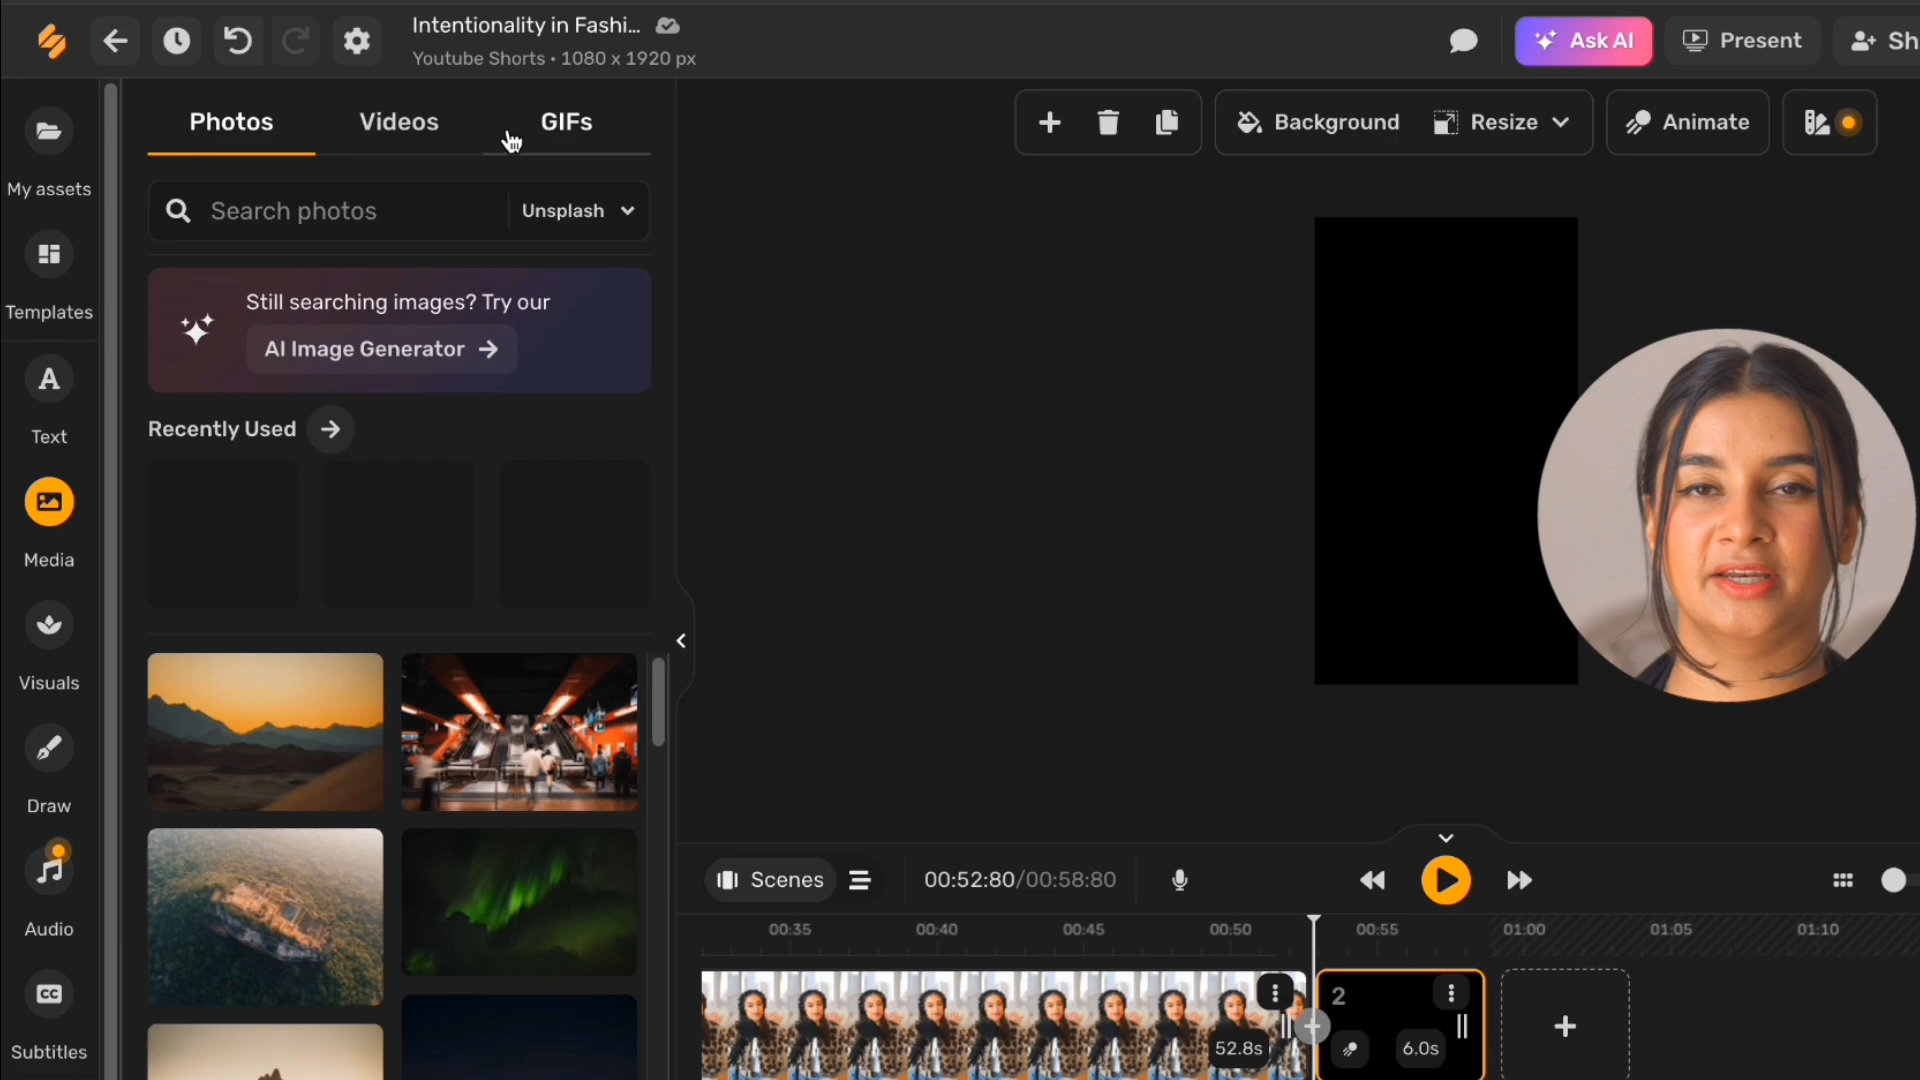 Intentionality in Fashi...
Youtube Shorts • 1080 x 1920 px
Ask AI
Present
Sh
Photos
Videos
GIFs
Background
Resize
Animate
My assets
Search photos
Unsplash
Templates
Still searching images? Try our
AI Image Generator
Text
Recently Used
Media
Visuals
Draw
Audio
Scenes
00:52:80/00:58:80
00:35
00:40
00:45
00:50
00:55
01:00
01:05
01:10
CC
2
52.8s
6.0s
Subtitles